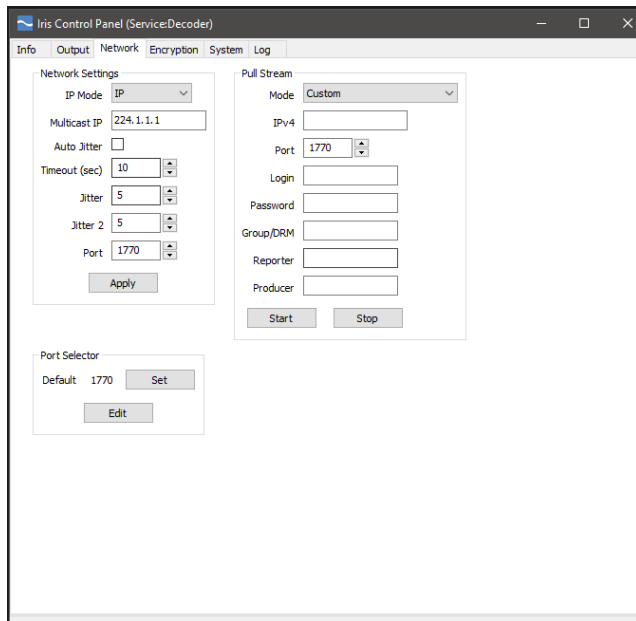 Iris Control Panel (Service:Decoder)
Info Output Network Encryption System Log
Network Settings
IP Mode IP
Multicast IP 224.1.1.1
Auto Jitter
Timeout (sec) 10
Jitter 5
Jitter 2 5
Port 1770
Apply
Pull Stream
Mode Custom
IPv4
Port 1770
Login
Password
Group/DRM
Reporter
Producer
Start Stop
Port Selector
Default 1770 Set
Edit